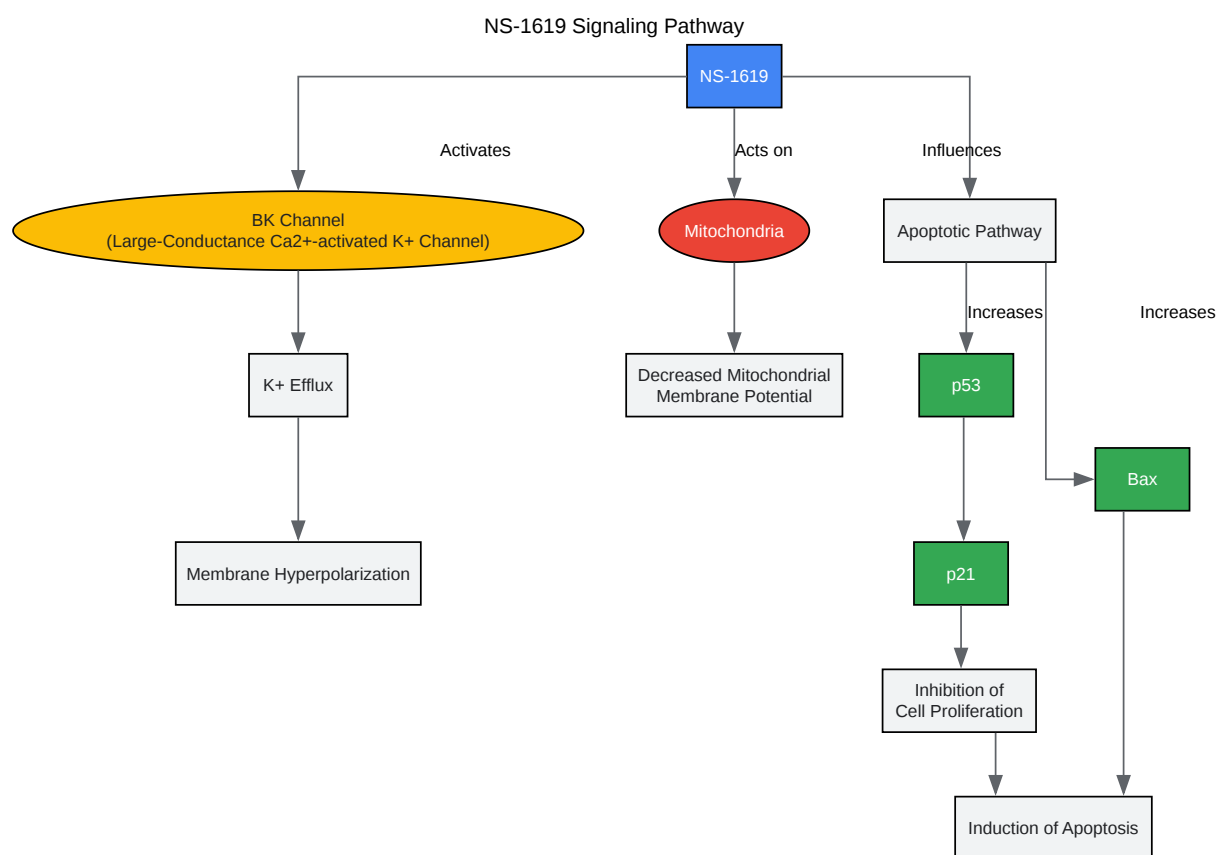 NS-1619 Signaling Pathway
NS-1619
Activates
Acts on
Influences
BK Channel
(Large-Conductance Ca2+-activated K+ Channel)
Mitochondria
Apoptotic Pathway
Increases
Increases
K+ Efflux
Decreased Mitochondrial
Membrane Potential
p53
Bax
Membrane Hyperpolarization
p21
Inhibition of
Cell Proliferation
Induction of Apoptosis